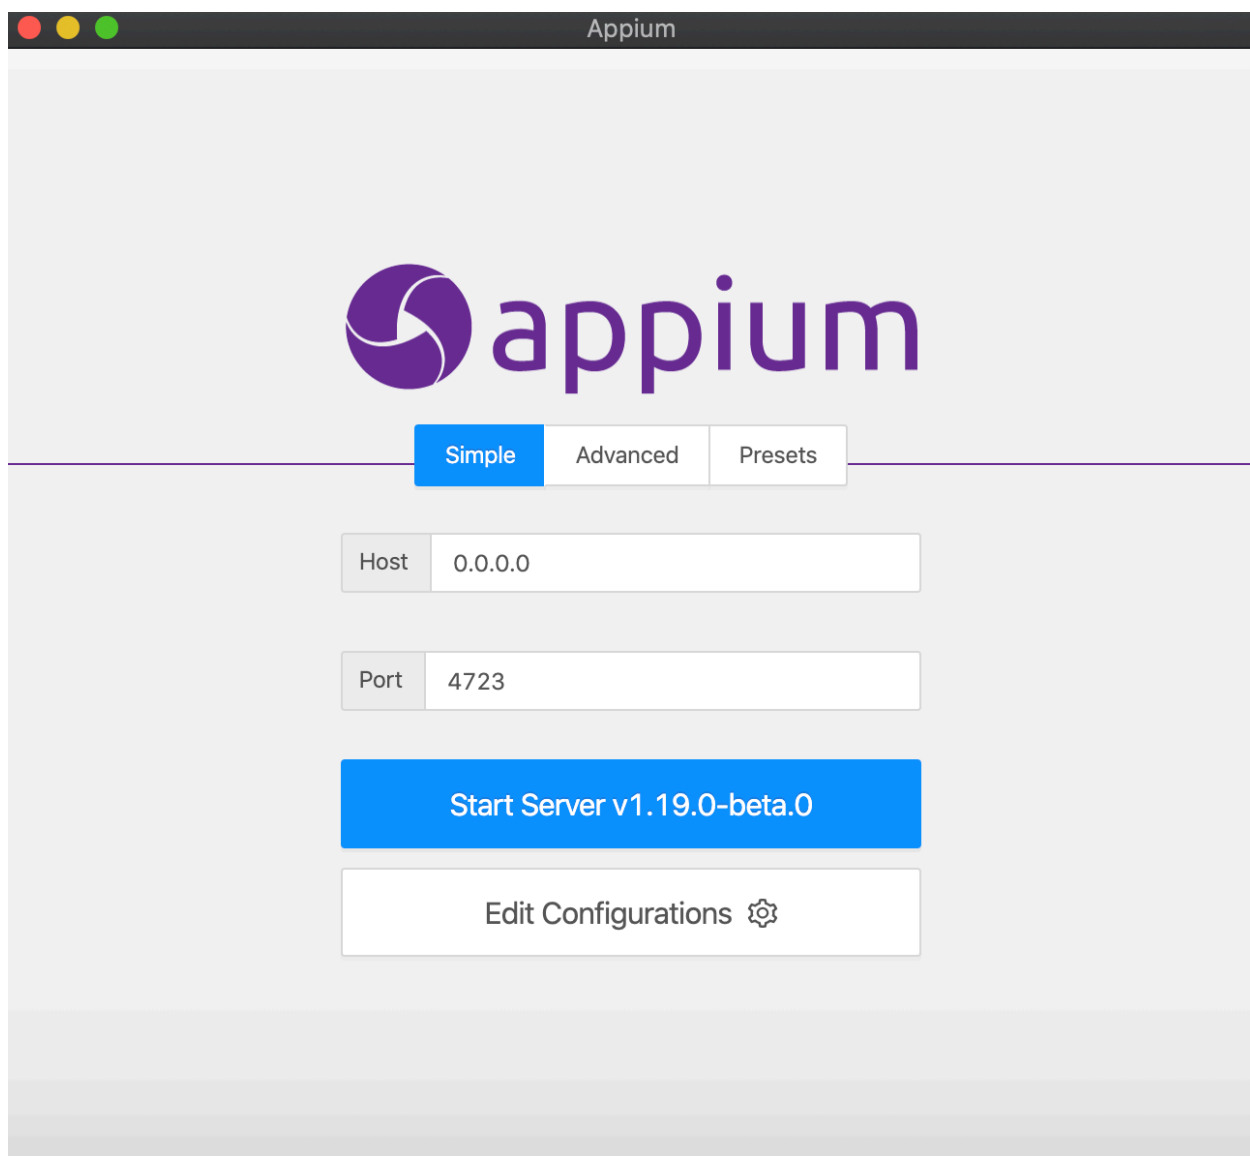 Appium
appium
Simple Advanced Presets
Host 0.0.0.0
Port 4723
Start Server v1.19.0-beta.0
Edit Configurations